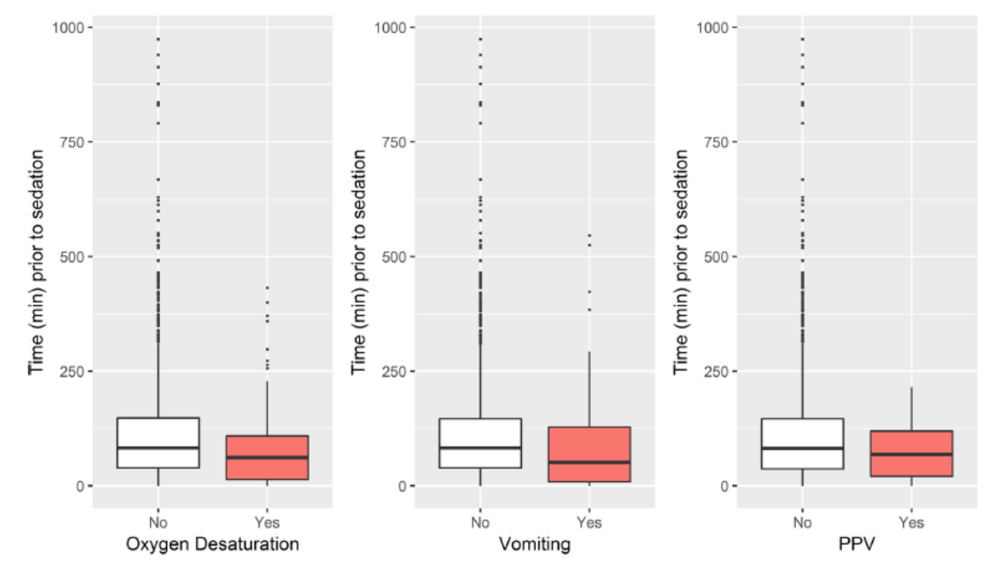 Time (min) prior to sedation
1000
750
500
250
0
No Yes
Oxygen Desaturation
Time (min) prior to sedation
1000
750
500
250
0
No Yes
Vomiting
Time (min) prior to sedation
1000
750
500
250
0
No Yes
PPV